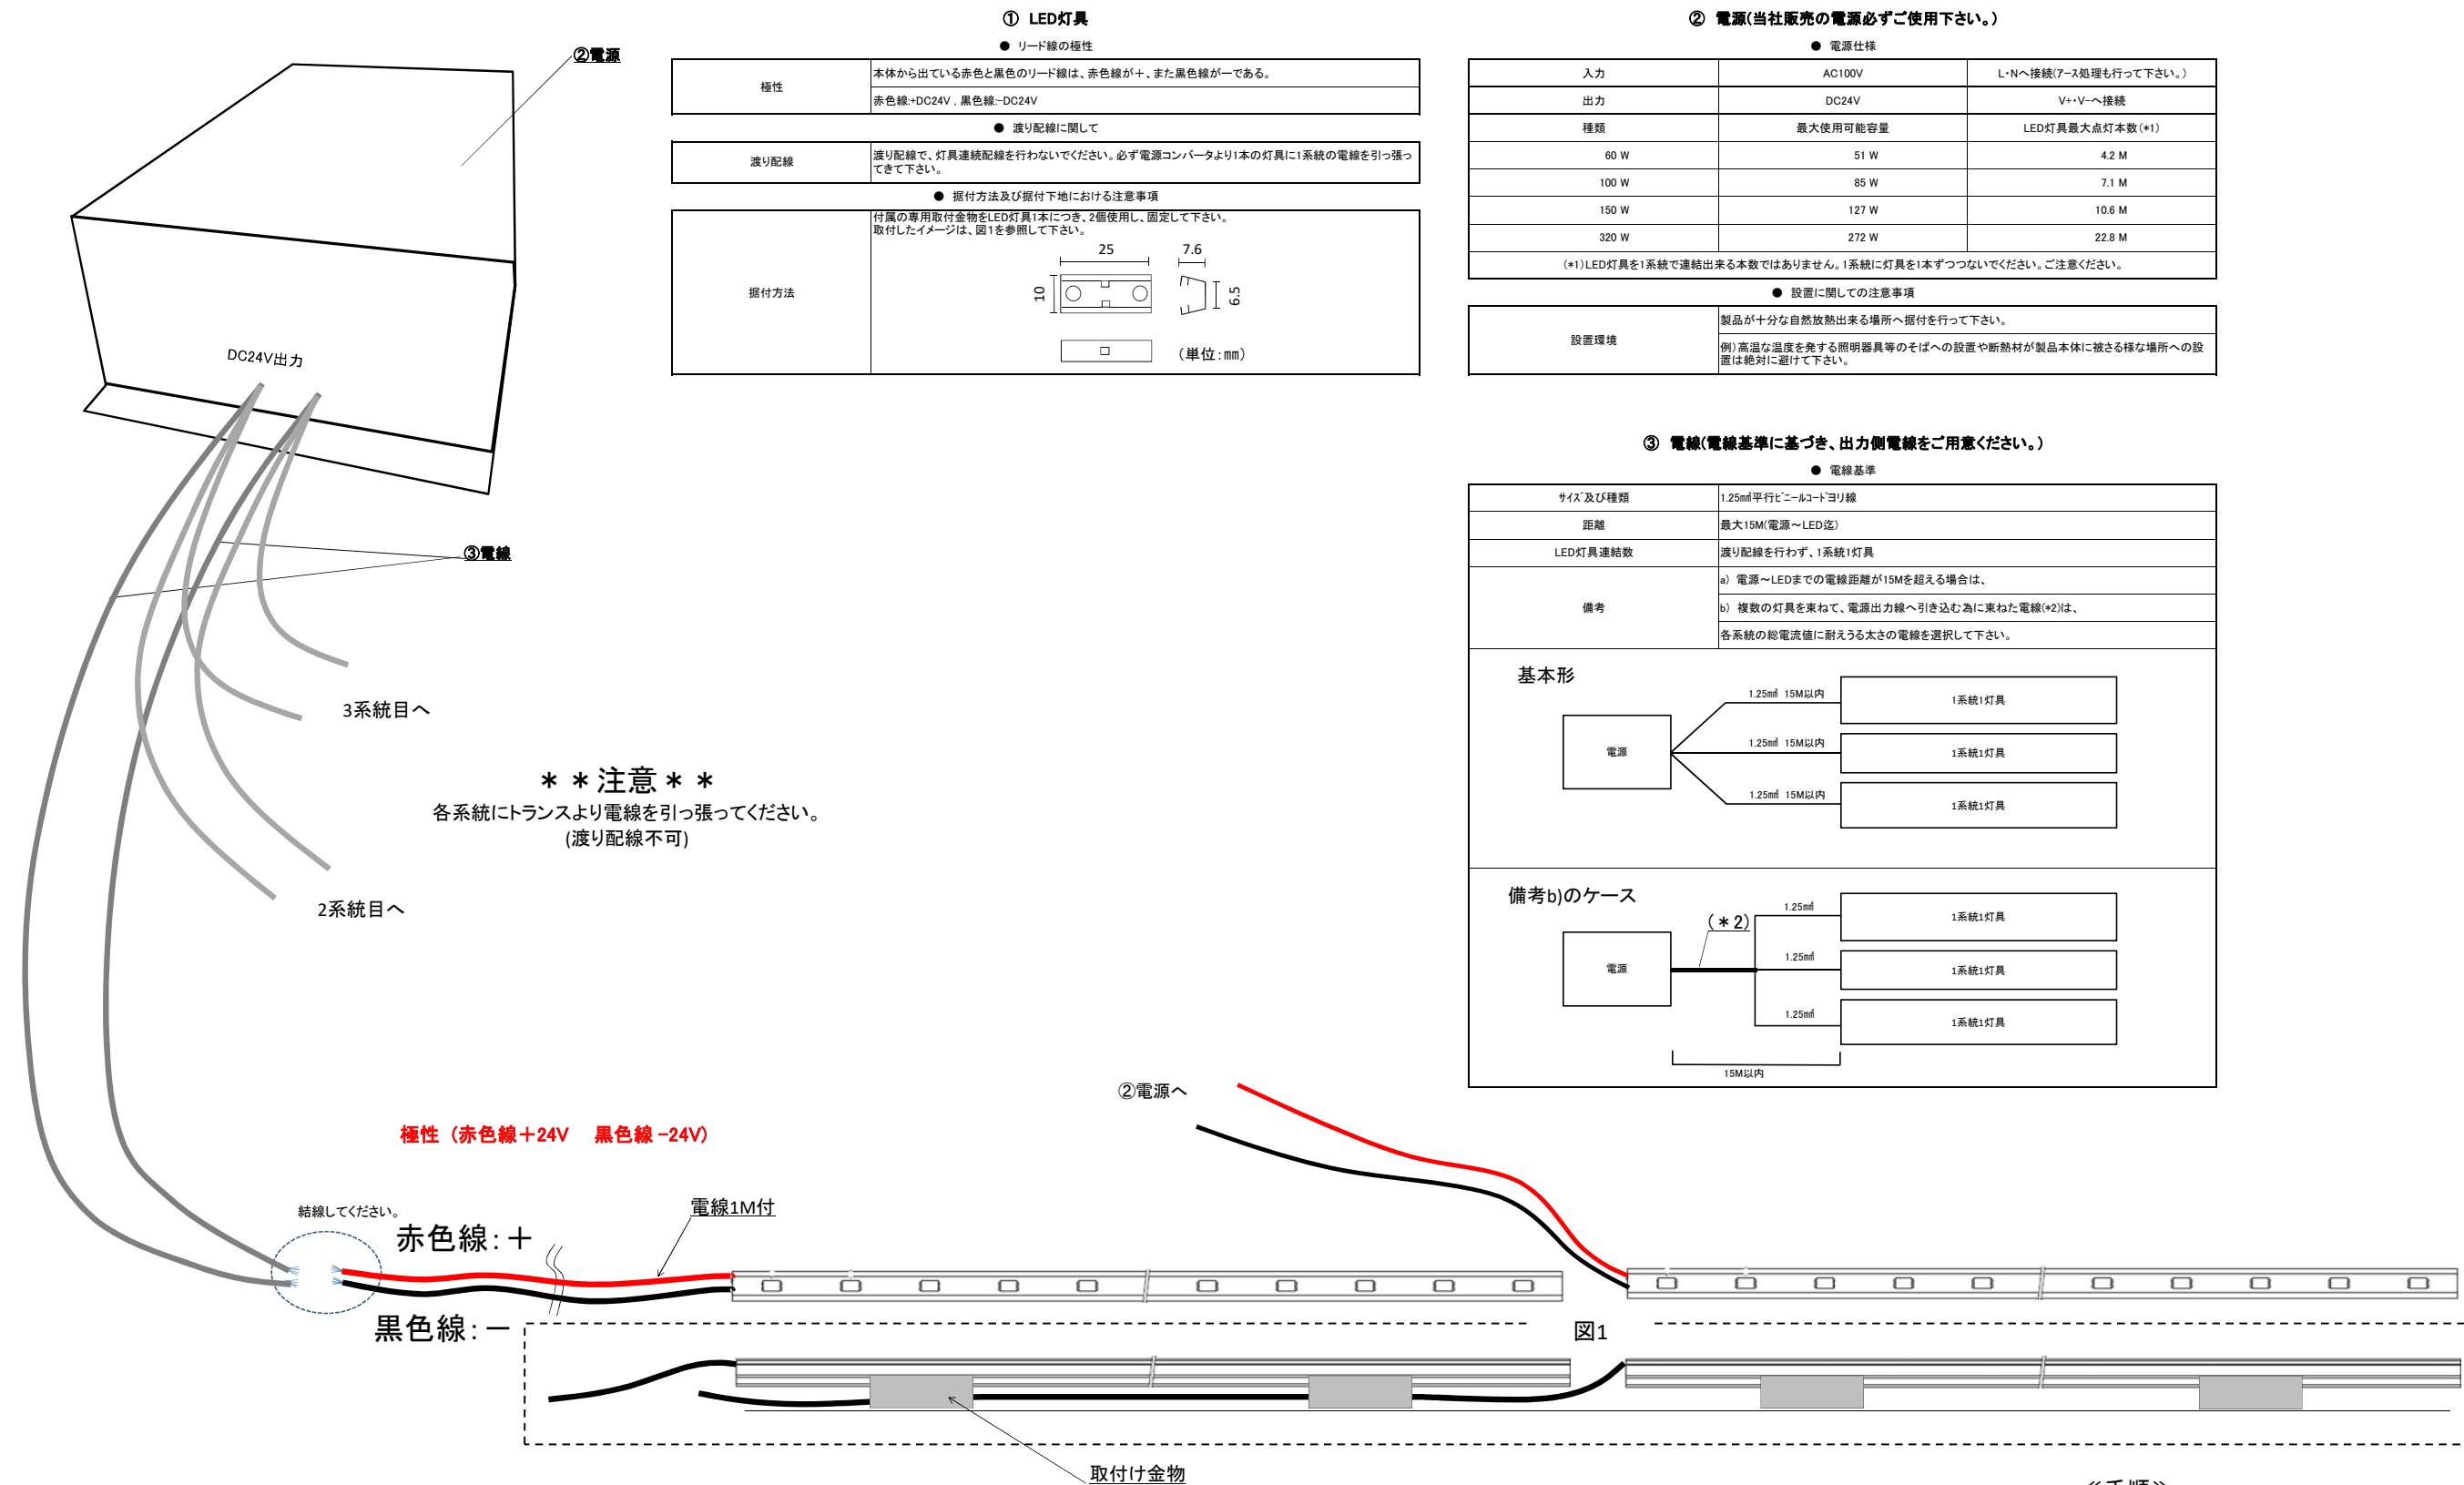 ① LED灯具
● リード線の極性
極性
本体から出ている赤色と黒色のリード線は、赤色線が＋、また黒色線が－である。
赤色線:+DC24V , 黒色線:-DC24V
● 渡り配線に関して
渡り配線
渡り配線で、灯具連続配線を行わないでください。必ず電源コンバータより1本の灯具に1系統の電線を引っ張っ
てきて下さい。
● 据付方法及び据付下地における注意事項
据付方法
付属の専用取付金物をLED灯具1本につき、2個使用し、固定して下さい。
取付したイメージは、図1を参照して下さい。
25
7.6
10
6.5
(単位:㎜)
② 電源(当社販売の電源必ずご使用下さい。)
● 電源仕様
入力 AC100V L・Nへ接続(アース処理も行って下さい。)
出力 DC24V V+・V-へ接続
種類 最大使用可能容量 LED灯具最大点灯本数(*1)
60 W 51 W 4.2 M
100 W 85 W 7.1 M
150 W 127 W 10.6 M
320 W 272 W 22.8 M
(*1)LED灯具を1系統で連結出来る本数ではありません。1系統に灯具を1本ずつつないでください。ご注意ください。
● 設置に関しての注意事項
設置環境
製品が十分な自然放熱出来る場所へ据付を行って下さい。
例)高温な温度を発する照明器具等のそばへの設置や断熱材が製品本体に被さる様な場所への設
置は絶対に避けて下さい。
③ 電線(電線基準に基づき、出力側電線をご用意ください。)
● 電線基準
サイズ及び種類 1.25㎟平行ビニールコードヨリ線
距離 最大15M(電源～LED迄)
LED灯具連結数 渡り配線を行わず、1系統1灯具
備考
a) 電源～LEDまでの電線距離が15Mを超える場合は、
b) 複数の灯具を束ねて、電源出力線へ引き込む為に束ねた電線(*2)は、
各系統の総電流値に耐えうる太さの電線を選択して下さい。
基本形
電源
1.25㎟ 15M以内
1系統1灯具
1.25㎟ 15M以内
1系統1灯具
1.25㎟ 15M以内
1系統1灯具
備考b)のケース
電源
(＊2)
1.25㎟
1系統1灯具
1.25㎟
1系統1灯具
1.25㎟
1系統1灯具
15M以内
②電源
DC24V出力
③電線
3系統目へ
＊＊注意＊＊
各系統にトランスより電線を引っ張ってください。
(渡り配線不可)
2系統目へ
②電源へ
極性 (赤色線＋24V 黒色線 -24V)
電線1M付
結線してください。
赤色線:＋
黒色線:－
図1
取付け金物
≪手順≫